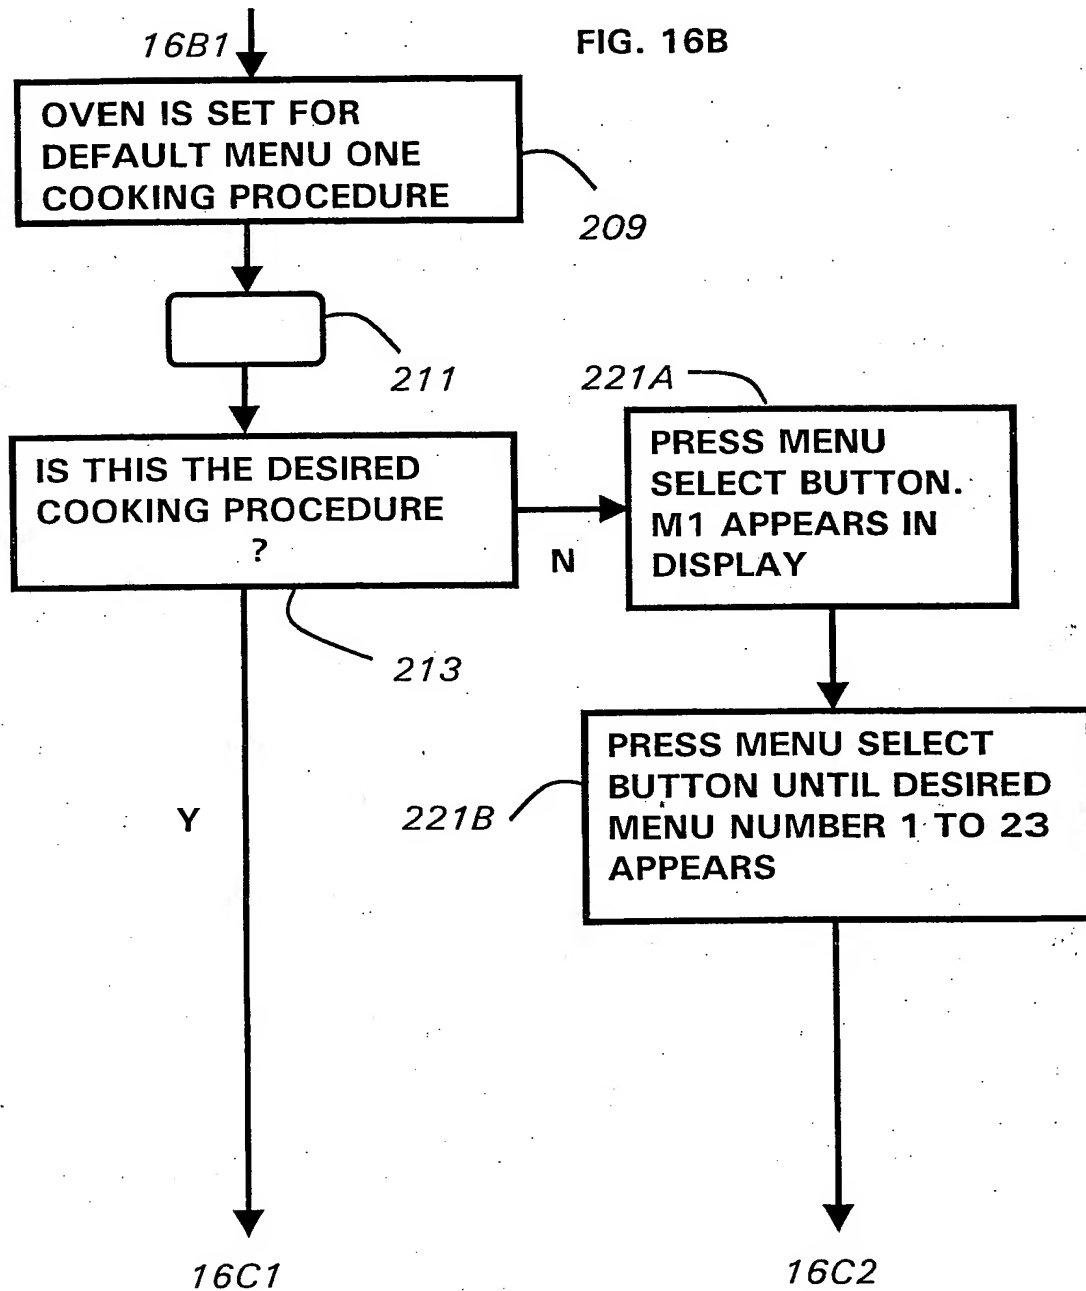 16B1
FIG. 16B
OVEN IS SET FOR
DEFAULT MENU ONE
COOKING PROCEDURE
209
211
221A
IS THIS THE DESIRED
COOKING PROCEDURE
?
N
PRESS MENU
SELECT BUTTON.
M1 APPEARS IN
DISPLAY
213
PRESS MENU SELECT
BUTTON UNTIL DESIRED
MENU NUMBER 1 TO 23
APPEARS
221B
Y
16C1
16C2